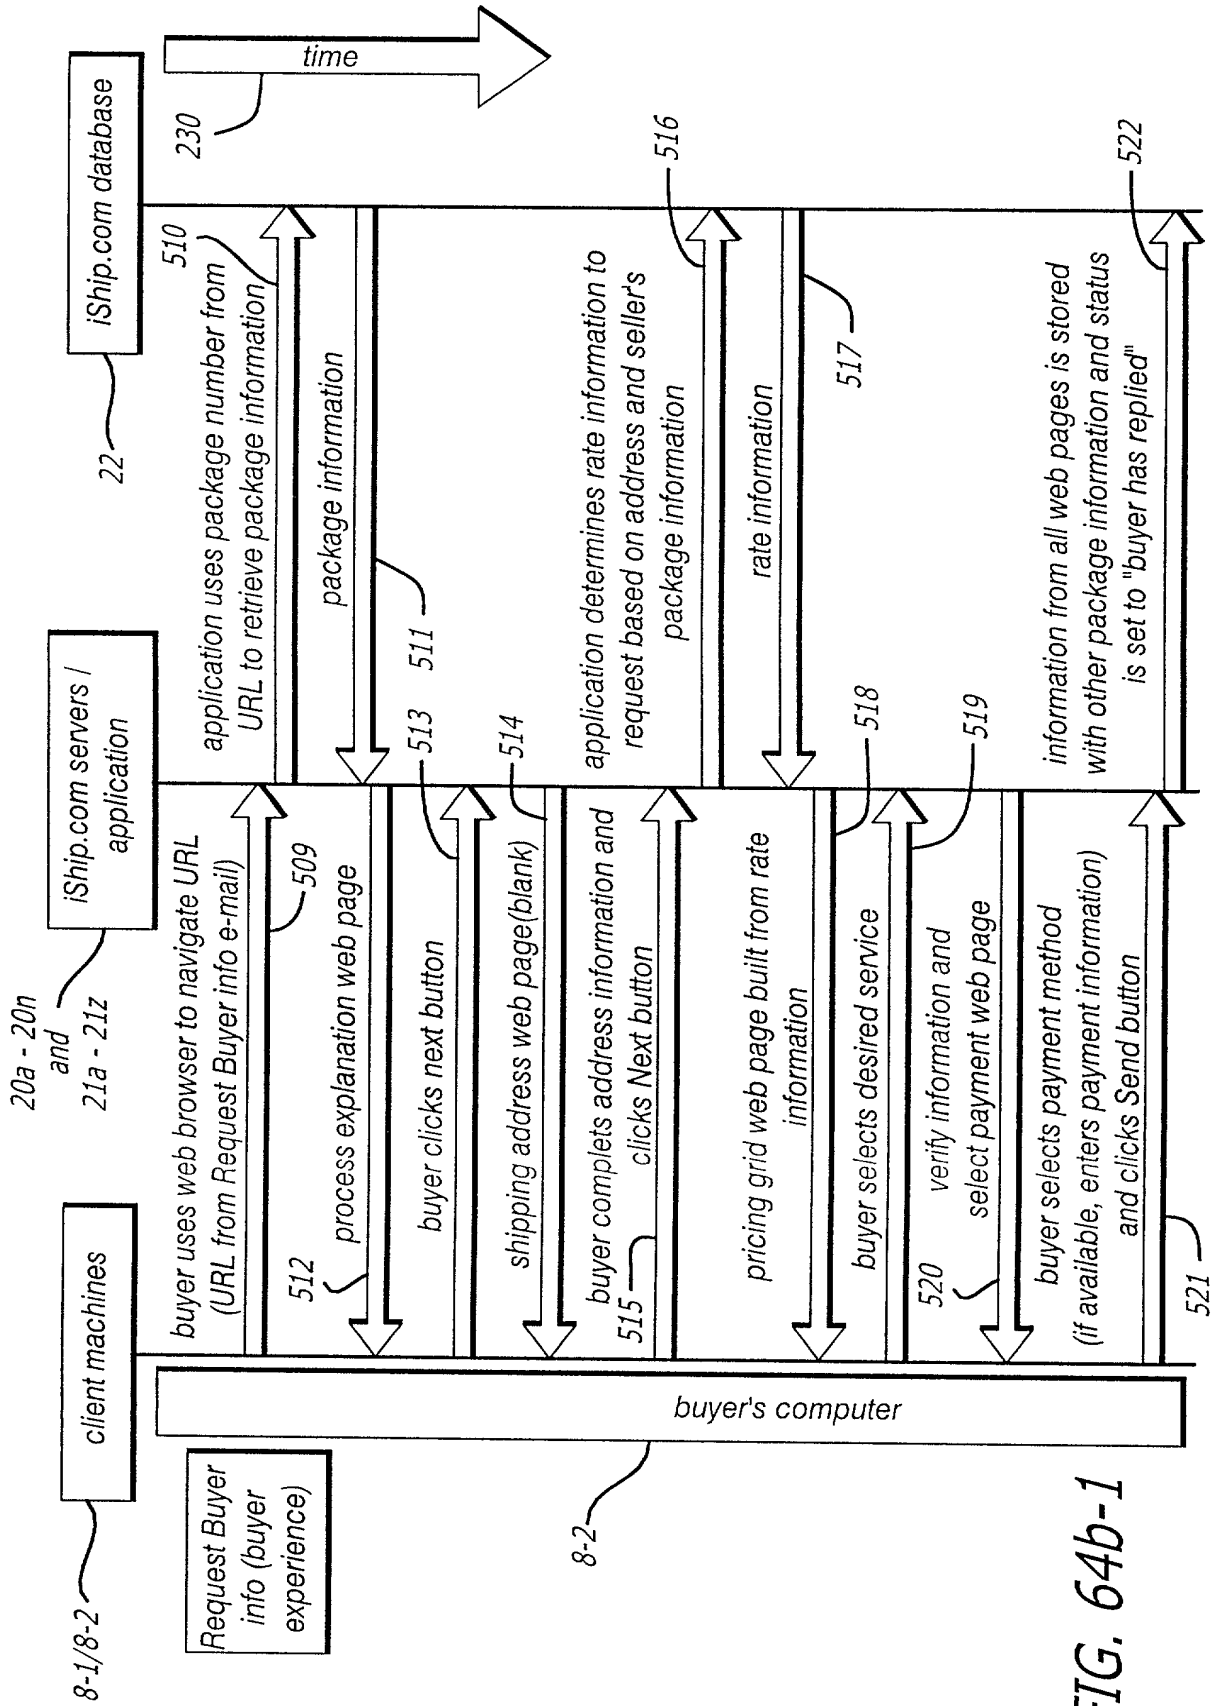 8-1/8-2
client machines
20a - 20n
and
21a - 21z
iShip.com servers /
application
22
iShip.com database
Request Buyer
info (buyer
experience)
8-2
buyer's computer
time
230
buyer uses web browser to navigate URL
(URL from Request Buyer info e-mail)
509
application uses package number from
URL to retrieve package information
510
package information
511
512
process explanation web page
buyer clicks next button
513
shipping address web page(blank)
514
buyer complets address information and
clicks Next button
515
application determines rate information to
request based on address and seller's
package information
516
rate information
517
pricing grid web page built from rate
information
518
buyer selects desired service
519
verify information and
select payment web page
520
buyer selects payment method
(if available, enters payment information)
and clicks Send button
521
information from all web pages is stored
with other package information and status
is set to "buyer has replied"
522
FIG. 64b-1